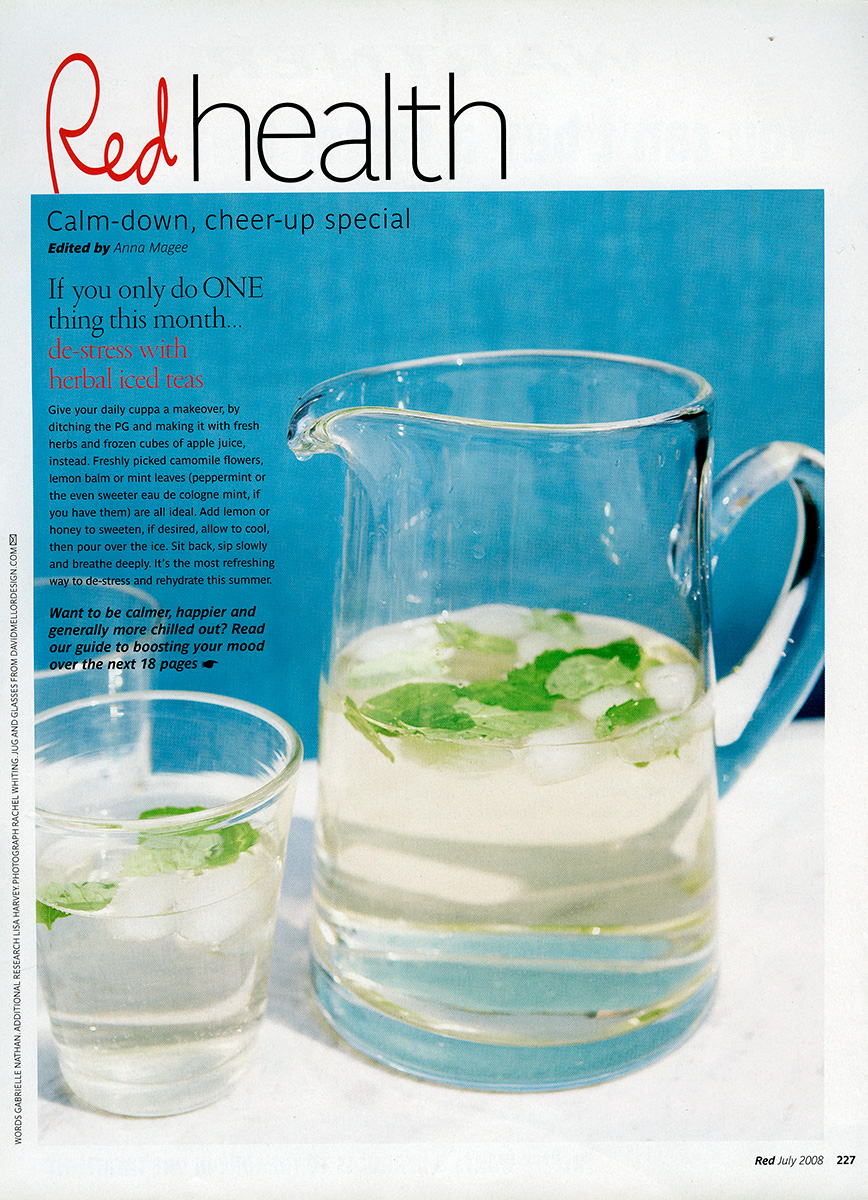 Red health
Calm-down, cheer-up special
Edited by Anna Magee
If you only do ONE
thing this month...
de-stress with
herbal iced teas
Give your daily cuppa a makeover, by
ditching the PG and making it with fresh
herbs and frozen cubes of apple juice,
instead. Freshly picked camomile flowers,
lemon balm or mint leaves (peppermint or
the even sweeter eau de cologne mint, if
you have them) are all ideal. Add lemon or
honey to sweeten, if desired, allow to cool,
then pour over the ice. Sit back, sip slowly
and breathe deeply. It's the most refreshing
way to de-stress and rehydrate this summer.
Want to be calmer, happier and
generally more chilled out? Read
our guide to boosting your mood
over the next 18 pages
WORDS GABRIELLE NATHAN. ADDITIONAL RESEARCH LISA HARVEY. PHOTOGRAPH RACHEL WHITING. JUG AND GLASSES FROM DAVIDMELLORDESIGN.COM
Red July 2008 227